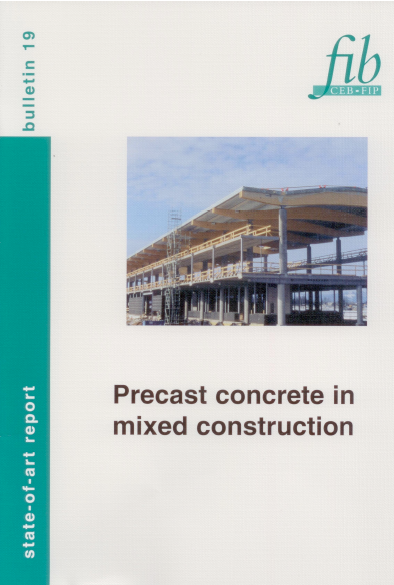 bulletin 19
fib
CEB•FIP
Precast concrete in
mixed construction
state-of-art report